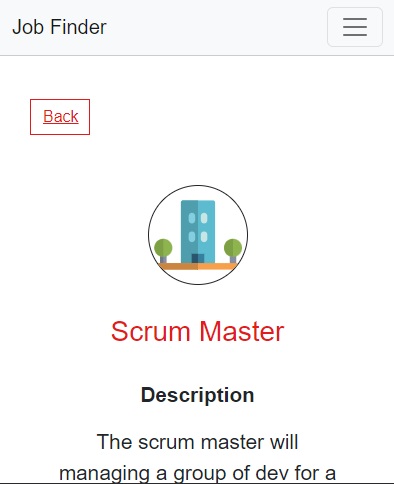 Job Finder
Back
Scrum Master
Description
The scrum master will
managing a group of dev for a